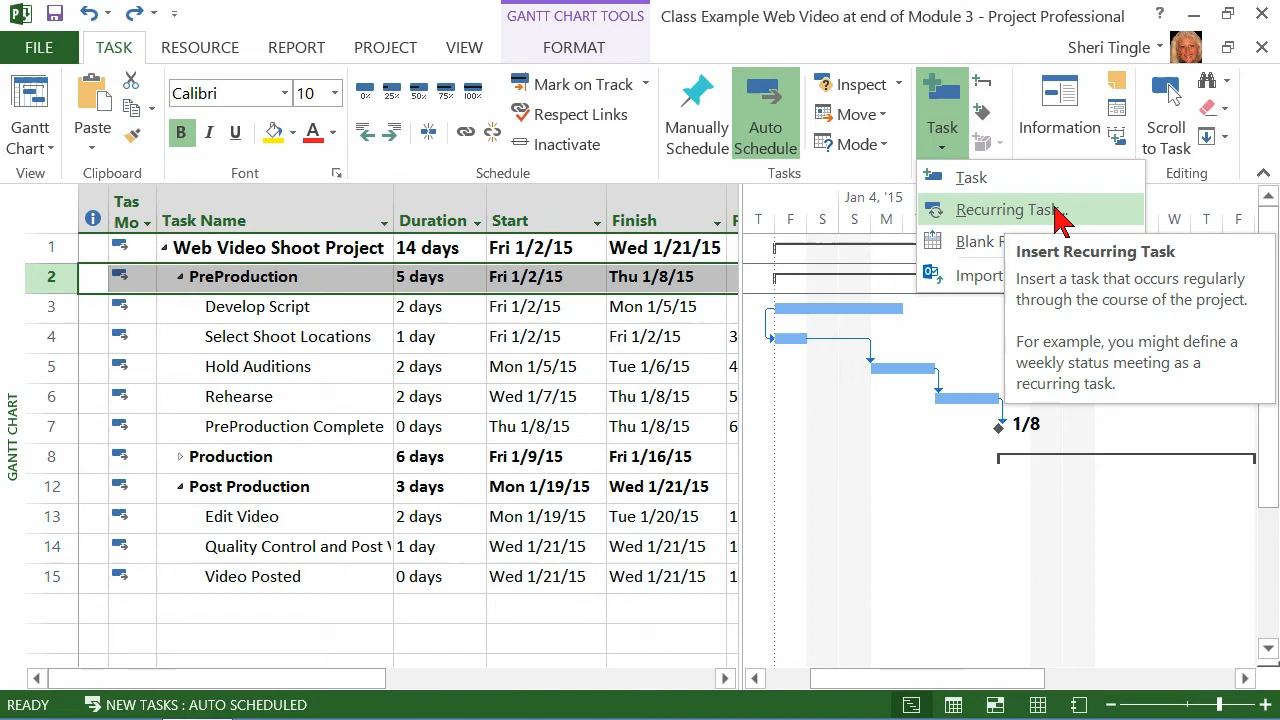 GANTT CHART TOOLS
Class Example Web Video at end of Module 3 - Project Professional
?
FILE
TASK
RESOURCE
REPORT
PROJECT
VIEW
FORMAT
Sheri Tingle
Gantt Chart
View
Paste
Clipboard
Calibri
10
B I U A
Font
0% 25% 50% 75% 100%
Mark on Track
Respect Links
Inactivate
Schedule
Manually Schedule
Auto Schedule
Inspect
Move
Mode
Tasks
Task
Information
Scroll to Task
Editing
Task
Recurring Task...
Blank R
Import
Insert Recurring Task
Insert a task that occurs regularly
through the course of the project.
For example, you might define a
weekly status meeting as a
recurring task.
Tas Mo Task Name Duration Start Finish
1 Web Video Shoot Project 14 days Fri 1/2/15 Wed 1/21/15
2 PreProduction 5 days Fri 1/2/15 Thu 1/8/15
3 Develop Script 2 days Fri 1/2/15 Mon 1/5/15
4 Select Shoot Locations 1 day Fri 1/2/15 Fri 1/2/15 3
5 Hold Auditions 2 days Mon 1/5/15 Tue 1/6/15 4
6 Rehearse 2 days Wed 1/7/15 Thu 1/8/15 5
7 PreProduction Complete 0 days Thu 1/8/15 Thu 1/8/15 6
8 Production 6 days Fri 1/9/15 Fri 1/16/15
12 Post Production 3 days Mon 1/19/15 Wed 1/21/15
13 Edit Video 2 days Mon 1/19/15 Tue 1/20/15 1
14 Quality Control and Post 1 day Wed 1/21/15 Wed 1/21/15 1
15 Video Posted 0 days Wed 1/21/15 Wed 1/21/15 1
Jan 4, '15
T F S S M W T F
1/8
GANTT CHART
READY
NEW TASKS : AUTO SCHEDULED